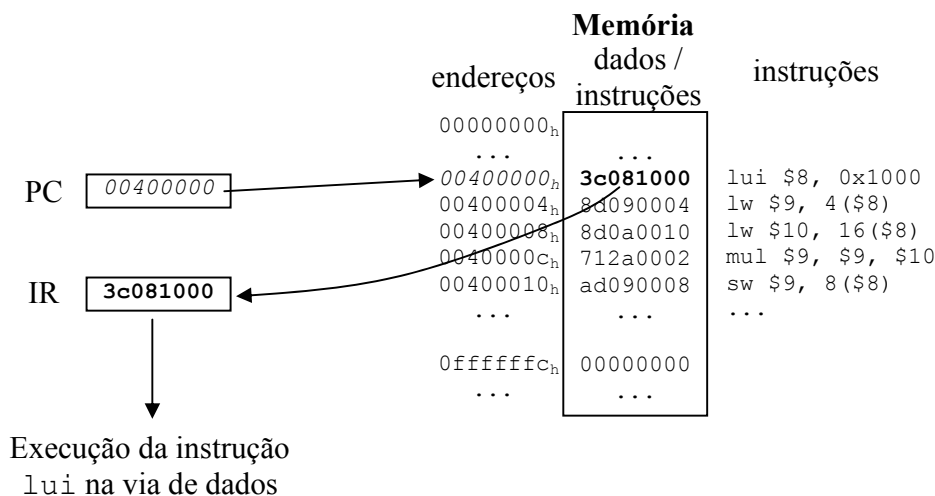 Memória
dados /
instruções
endereços
instruções
00000000h
... ...
PC 00400000 00400000h 3c081000 lui $8, 0x1000
00400004h 8d090004 lw $9, 4($8)
00400008h 8d0a0010 lw $10, 16($8)
0040000ch 712a0002 mul $9, $9, $10
IR 3c081000 00400010h ad090008 sw $9, 8($8)
... ... ...
0ffffffch 00000000
... ...
Execução da instrução
lui na via de dados